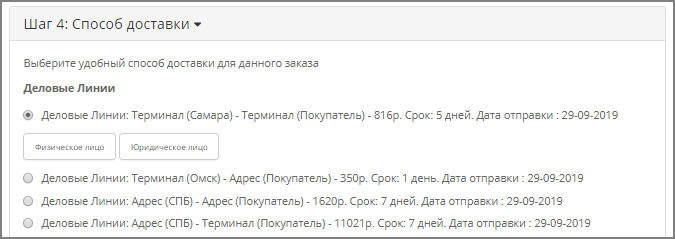 Шаг 4: Способ доставки
Выберите удобный способ доставки для данного заказа
Деловые Линии
Деловые Линии: Терминал (Самара) - Терминал (Покупатель) - 816р. Срок: 5 дней. Дата отправки : 29-09-2019
Физическое лицо Юридическое лицо
Деловые Линии: Терминал (Омск) - Адрес (Покупатель) - 350р. Срок: 1 день. Дата отправки : 29-09-2019
Деловые Линии: Адрес (СПБ) - Адрес (Покупатель) - 1620р. Срок: 7 дней. Дата отправки : 29-09-2019
Деловые Линии: Адрес (СПБ) - Терминал (Покупатель) - 11021р. Срок: 7 дней. Дата отправки : 29-09-2019